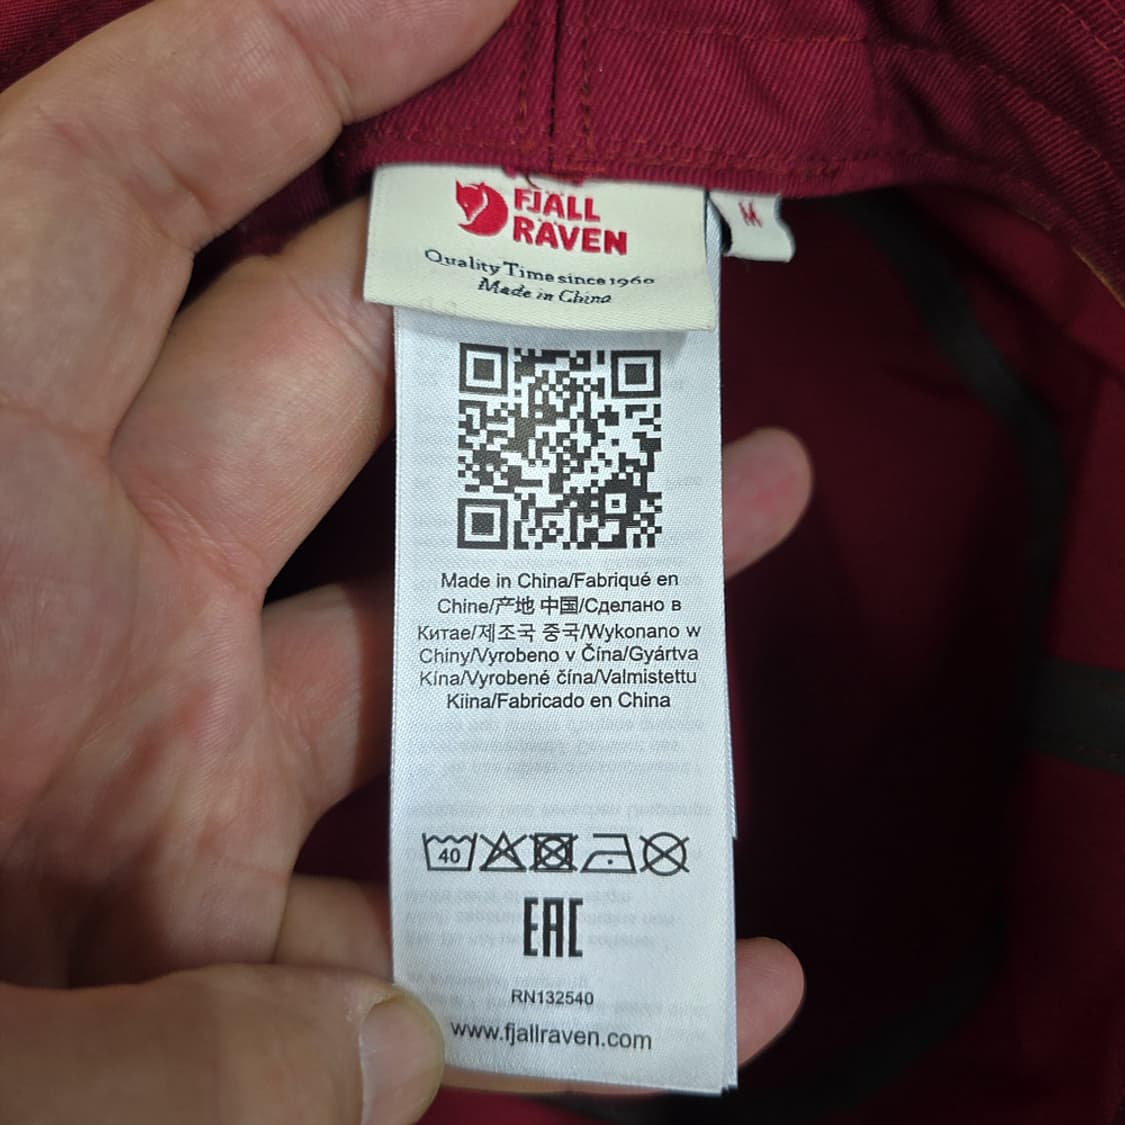 FJÄLL
RÄVEN
Quality Time since 1960
Made in China
M
Made in China/Fabriqué en
Chine/产地 中国/Сделано в
Китае/제조국 중국/Wykonano w
Chiny/Vyrobeno v Čína/Gyártva
Kína/Vyrobené čína/Valmistettu
Kiina/Fabricado en China
40
EAC
RN132540
www.fjallraven.com